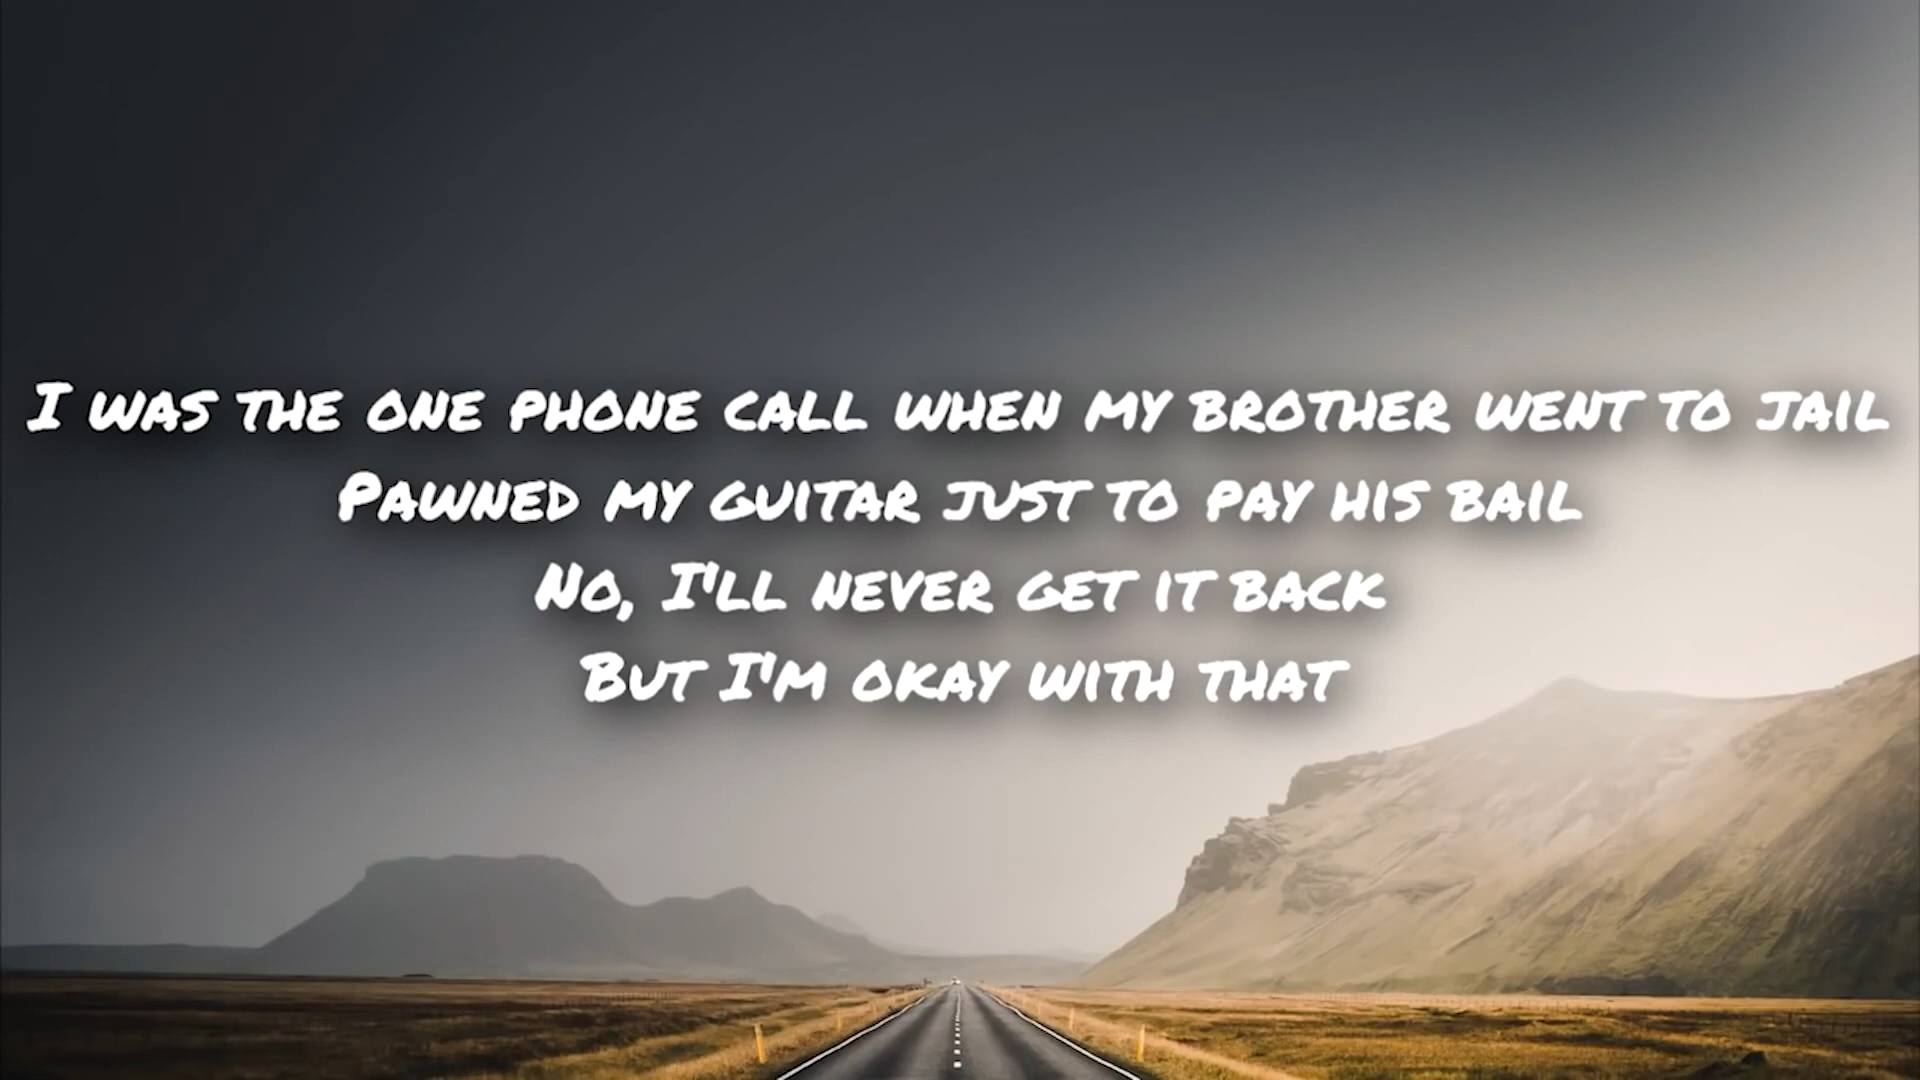 I was the one phone call when my brother went to jail
Pawned my guitar just to pay his bail
No, I'll never get it back
But I'm okay with that